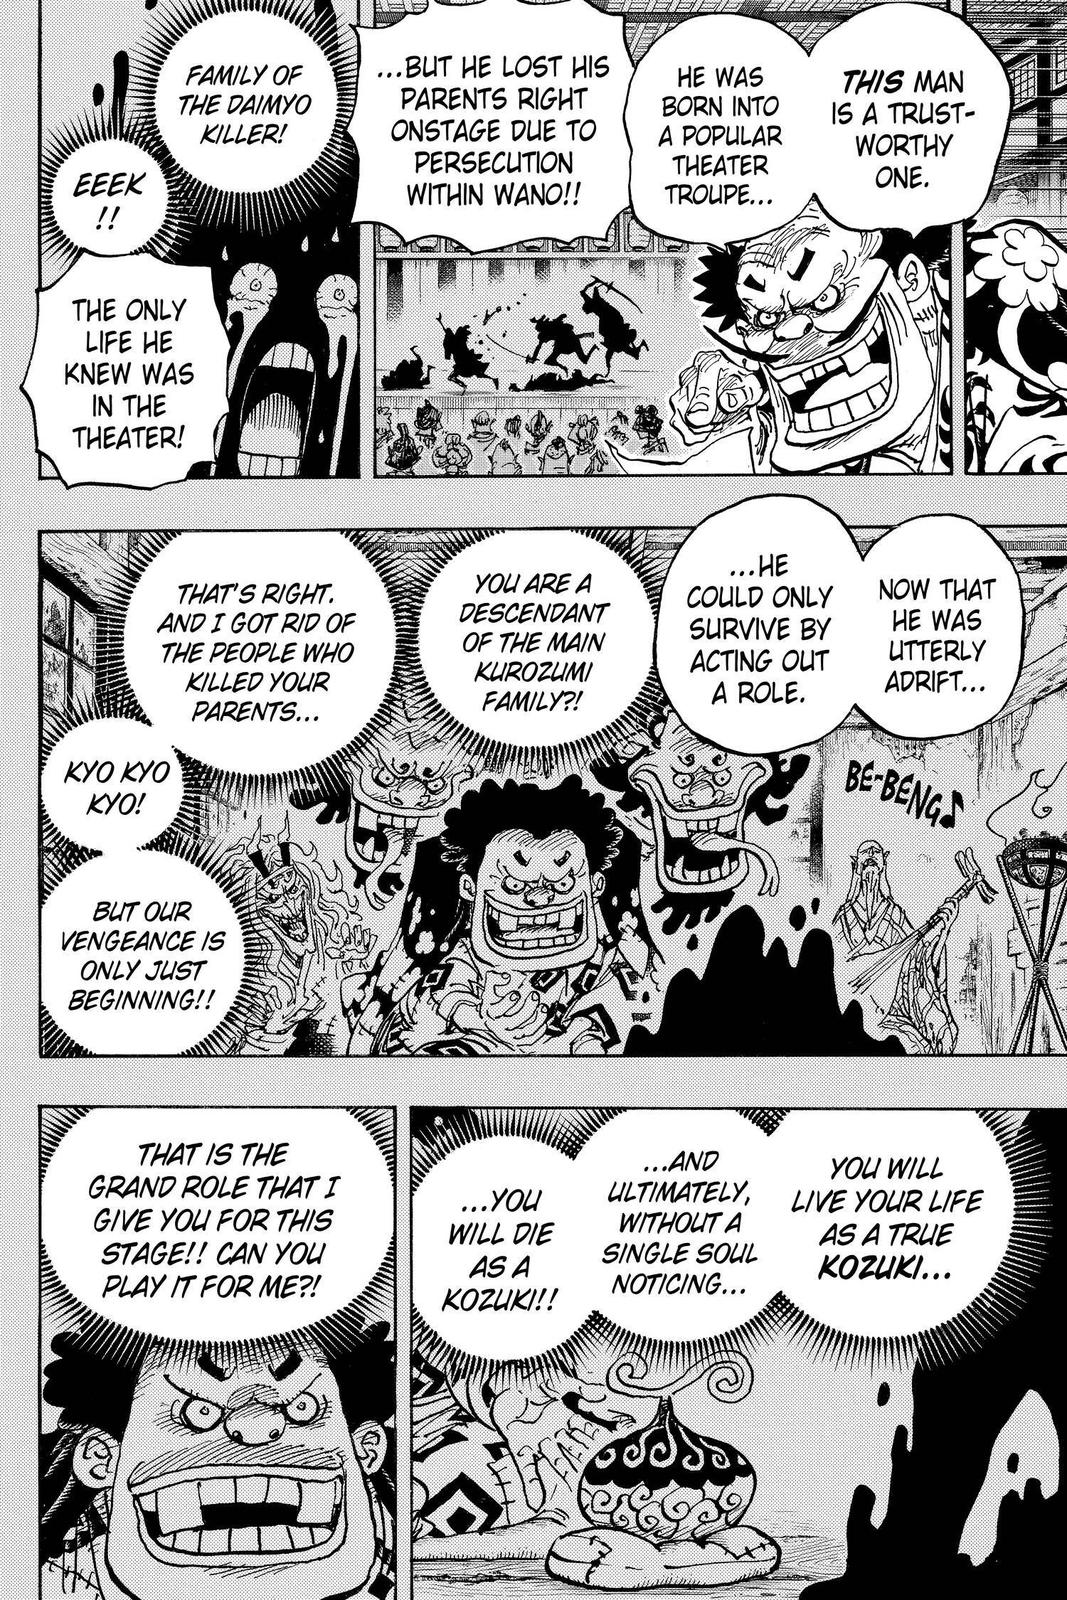 THIS MAN
IS A TRUST-
WORTHY
ONE.
HE WAS
BORN INTO
A POPULAR
THEATER
TROUPE...
...BUT HE LOST HIS
PARENTS RIGHT
ONSTAGE DUE TO
PERSECUTION
WITHIN WANO!!
FAMILY OF
THE DAIMYO
KILLER!
EEEK
!!
THE ONLY
LIFE HE
KNEW WAS
IN THE
THEATER!
NOW THAT
HE WAS
UTTERLY
ADRIFT...
...HE
COULD ONLY
SURVIVE BY
ACTING OUT
A ROLE.
BE-BENG♪
YOU ARE A
DESCENDANT
OF THE MAIN
KUROZUMI
FAMILY?!
THAT'S RIGHT.
AND I GOT RID OF
THE PEOPLE WHO
KILLED YOUR
PARENTS...
KYO KYO
KYO!
BUT OUR
VENGEANCE IS
ONLY JUST
BEGINNING!!
YOU WILL
LIVE YOUR LIFE
AS A TRUE
KOZUKI...
...AND
ULTIMATELY,
WITHOUT A
SINGLE SOUL
NOTICING...
...YOU
WILL DIE
AS A
KOZUKI!!
THAT IS THE
GRAND ROLE THAT I
GIVE YOU FOR THIS
STAGE!! CAN YOU
PLAY IT FOR ME?!